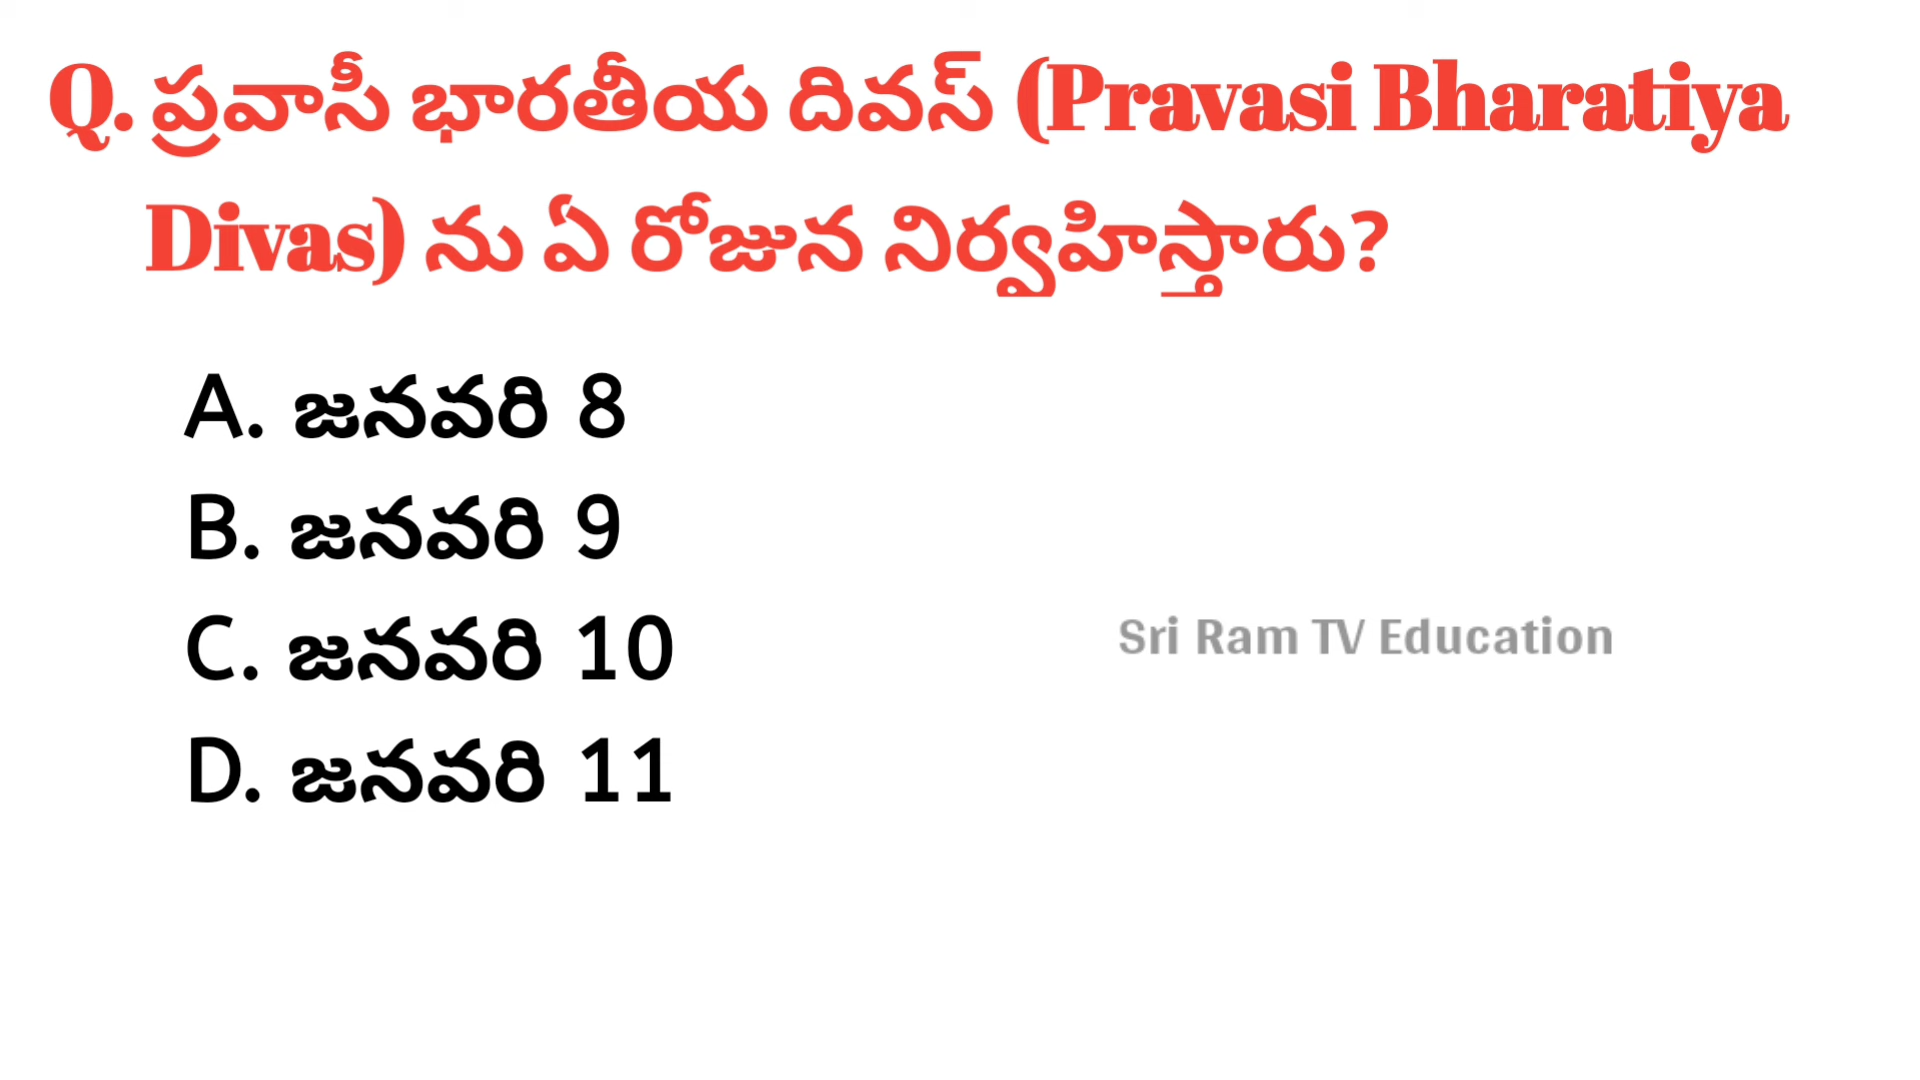 Q. ప్రవాసీ భారతీయ దివస్ (Pravasi Bharatiya
Divas) ను ఏ రోజున నిర్వహిస్తారు?
A. జనవరి 8
B. జనవరి 9
C. జనవరి 10
Sri Ram TV Education
D. జనవరి 11